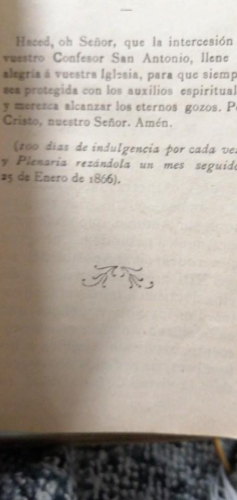 Haced, oh Señor, que la intercesión
vuestro Confesor San Antonio, llene
alegría á vuestra Iglesia, para que siemp
sea protegida con los auxilios espiritual
y merezca alcanzar los eternos gozos. P
Cristo, nuestro Señor. Amén.
(100 dias de indulgencia por cada ve
y Plenaria rezándola un mes seguido
25 de Enero de 1866).